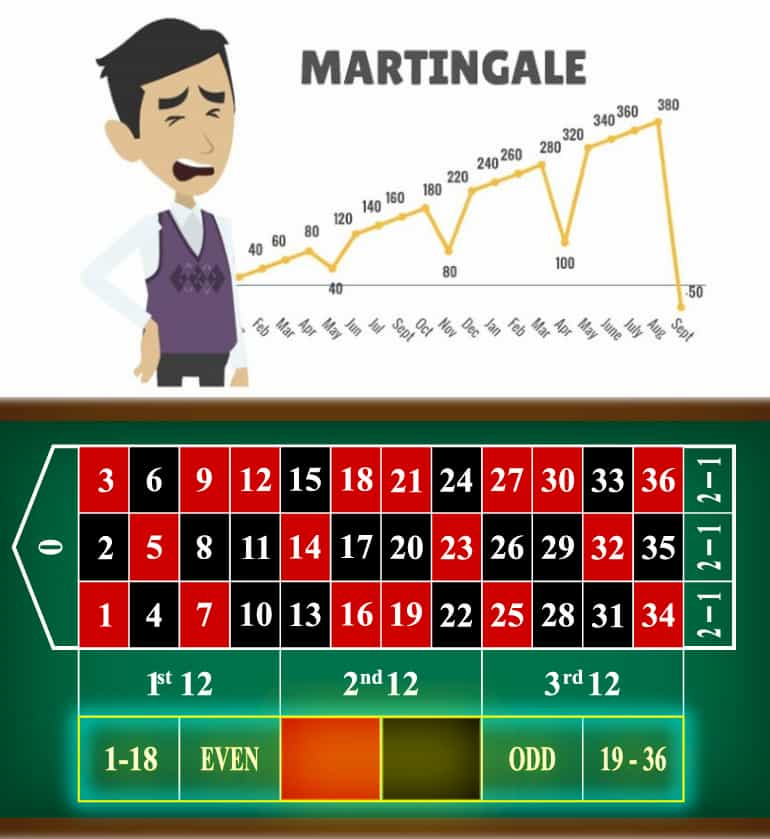 MARTINGALE
40
60
80
40
120
140
160
180
80
220
240
260
280
100
320
340
360
380
-50
Feb Mar Apr May Jun Jul Sept Oct Nov Dec Jan Feb Mar Apr May June July Aug Sept
3 6 9 12 15 18 21 24 27 30 33 36 2-1
0 2 5 8 11 14 17 20 23 26 29 32 35 2-1
1 4 7 10 13 16 19 22 25 28 31 34 2-1
1st 12 2nd 12 3rd 12
1-18 EVEN ODD 19 - 36